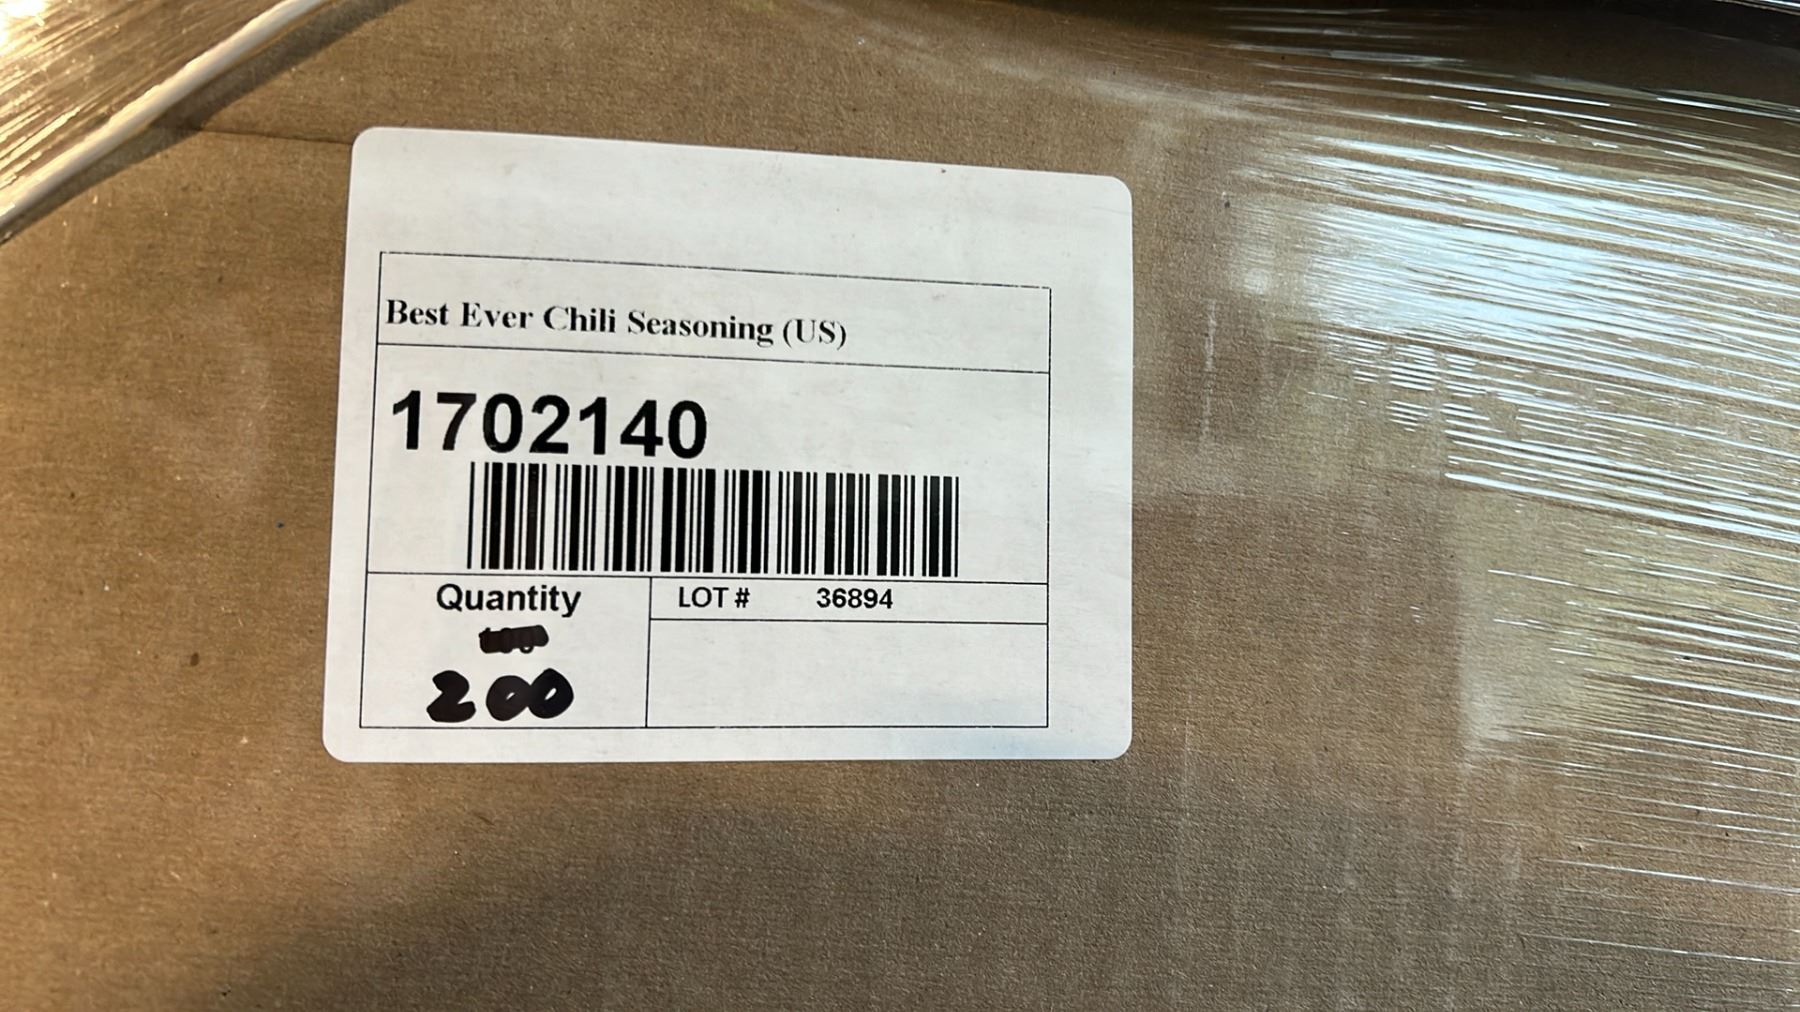 Best Ever Chili Seasoning (US)
1702140
Quantity
LOT # 36894
200